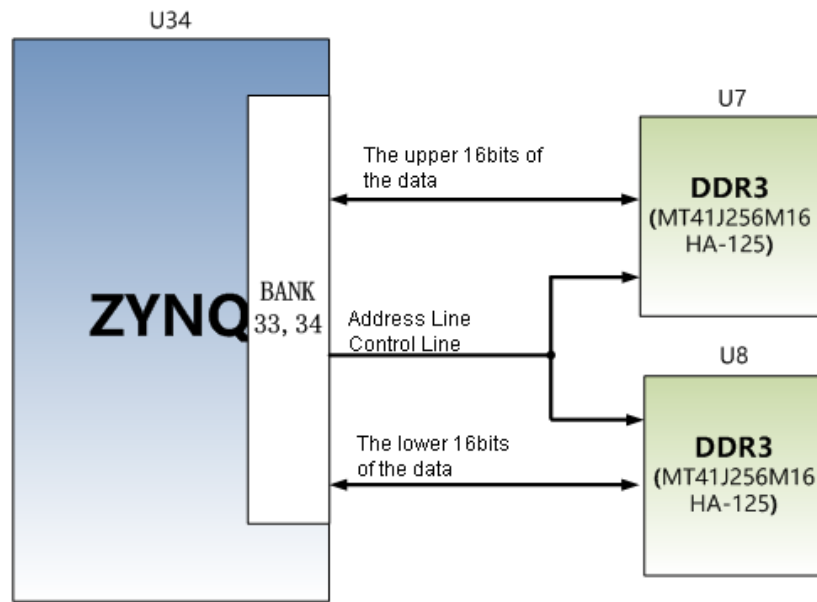 U34
U7
The upper 16bits of
the data
DDR3
(MT41J256M16
HA-125)
ZYNQ
BANK
33, 34
Address Line
Control Line
U8
The lower 16bits
of the data
DDR3
(MT41J256M16
HA-125)